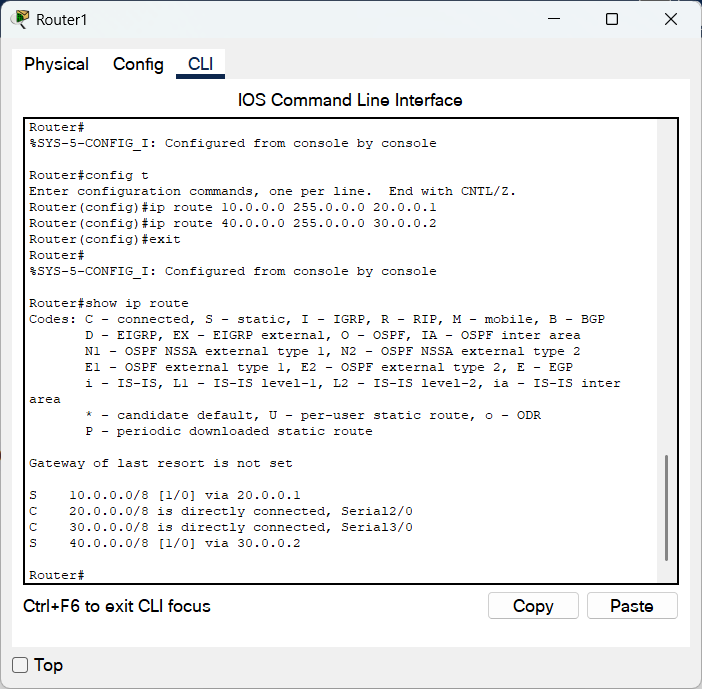 Router1
Physical Config CLI
IOS Command Line Interface
Router#
%SYS-5-CONFIG_I: Configured from console by console
Router#config t
Enter configuration commands, one per line.  End with CNTL/Z.
Router(config)#ip route 10.0.0.0 255.0.0.0 20.0.0.1
Router(config)#ip route 40.0.0.0 255.0.0.0 30.0.0.2
Router(config)#exit
Router#
%SYS-5-CONFIG_I: Configured from console by console
Router#show ip route
Codes: C - connected, S - static, I - IGRP, R - RIP, M - mobile, B - BGP
       D - EIGRP, EX - EIGRP external, O - OSPF, IA - OSPF inter area
       N1 - OSPF NSSA external type 1, N2 - OSPF NSSA external type 2
       E1 - OSPF external type 1, E2 - OSPF external type 2, E - EGP
       i - IS-IS, L1 - IS-IS level-1, L2 - IS-IS level-2, ia - IS-IS inter
area
       * - candidate default, U - per-user static route, o - ODR
       P - periodic downloaded static route
Gateway of last resort is not set
S    10.0.0.0/8 [1/0] via 20.0.0.1
C    20.0.0.0/8 is directly connected, Serial2/0
C    30.0.0.0/8 is directly connected, Serial3/0
S    40.0.0.0/8 [1/0] via 30.0.0.2
Router#
Ctrl+F6 to exit CLI focus Copy Paste
Top